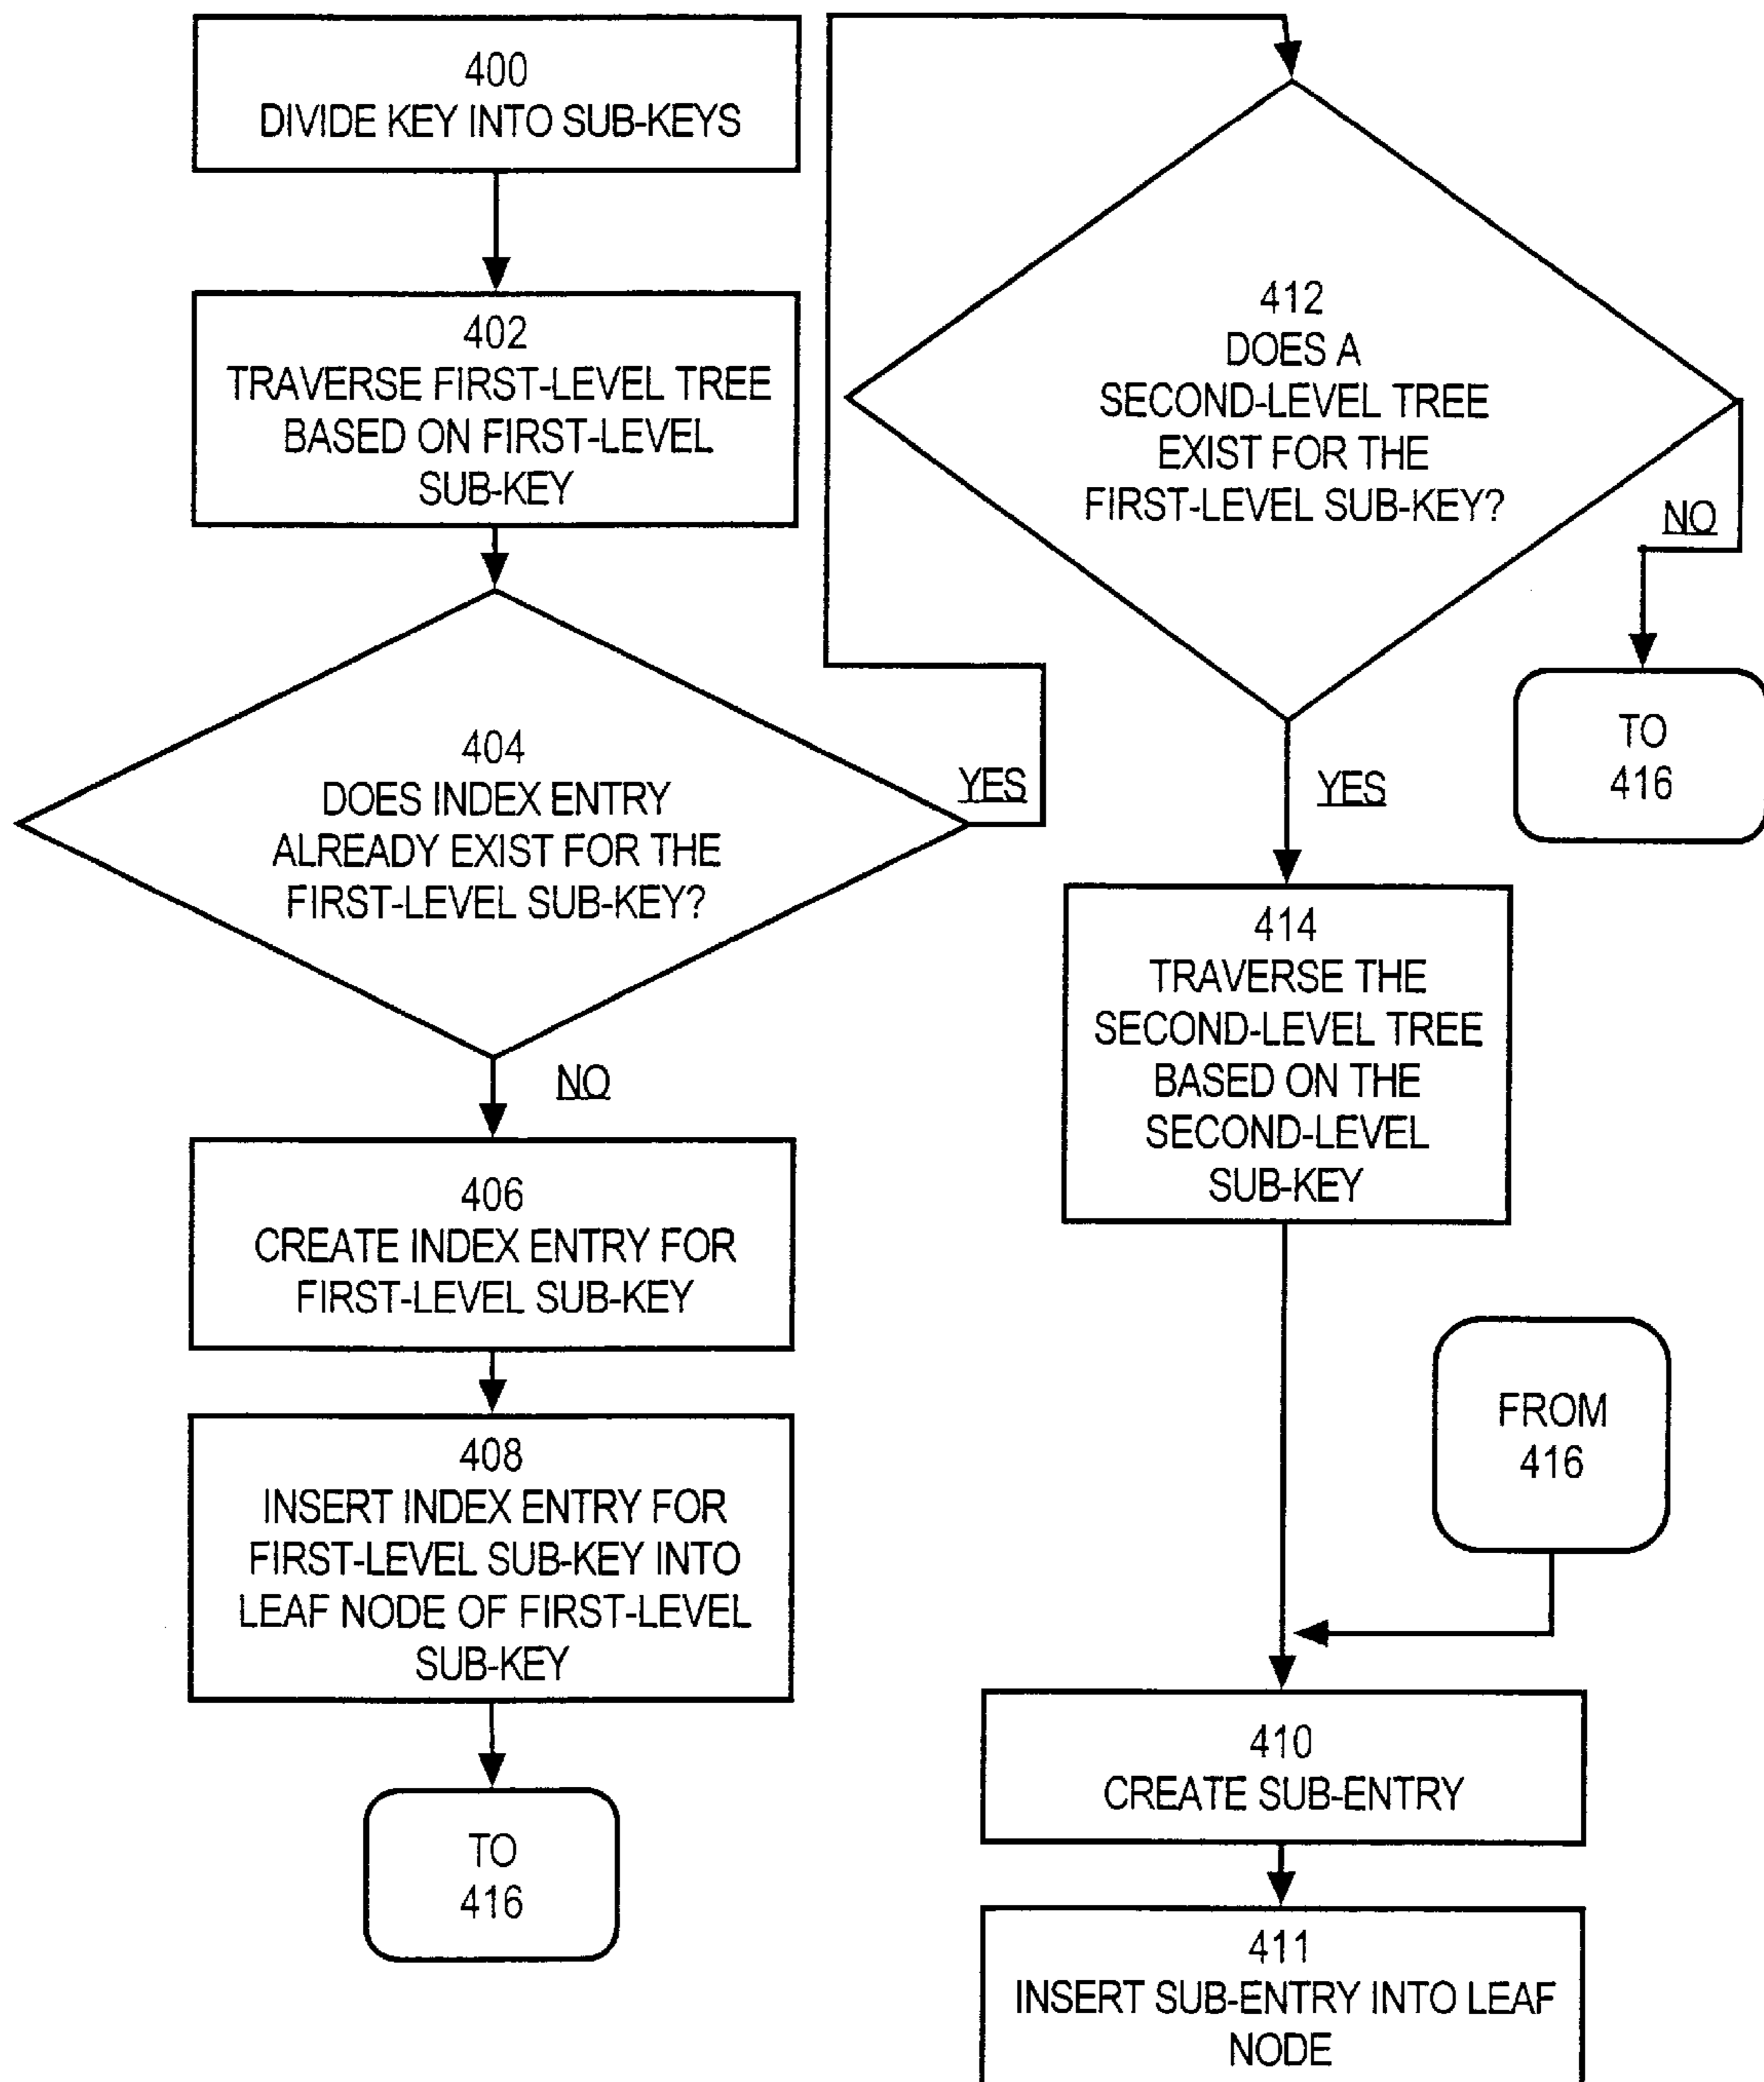 400
DIVIDE KEY INTO SUB-KEYS
402
TRAVERSE FIRST-LEVEL TREE
BASED ON FIRST-LEVEL
SUB-KEY
404
DOES INDEX ENTRY
ALREADY EXIST FOR THE
FIRST-LEVEL SUB-KEY?
YES
NO
406
CREATE INDEX ENTRY FOR
FIRST-LEVEL SUB-KEY
408
INSERT INDEX ENTRY FOR
FIRST-LEVEL SUB-KEY INTO
LEAF NODE OF FIRST-LEVEL
SUB-KEY
TO
416
412
DOES A
SECOND-LEVEL TREE
EXIST FOR THE
FIRST-LEVEL SUB-KEY?
NO
TO
416
YES
414
TRAVERSE THE
SECOND-LEVEL TREE
BASED ON THE
SECOND-LEVEL
SUB-KEY
FROM
416
410
CREATE SUB-ENTRY
411
INSERT SUB-ENTRY INTO LEAF
NODE